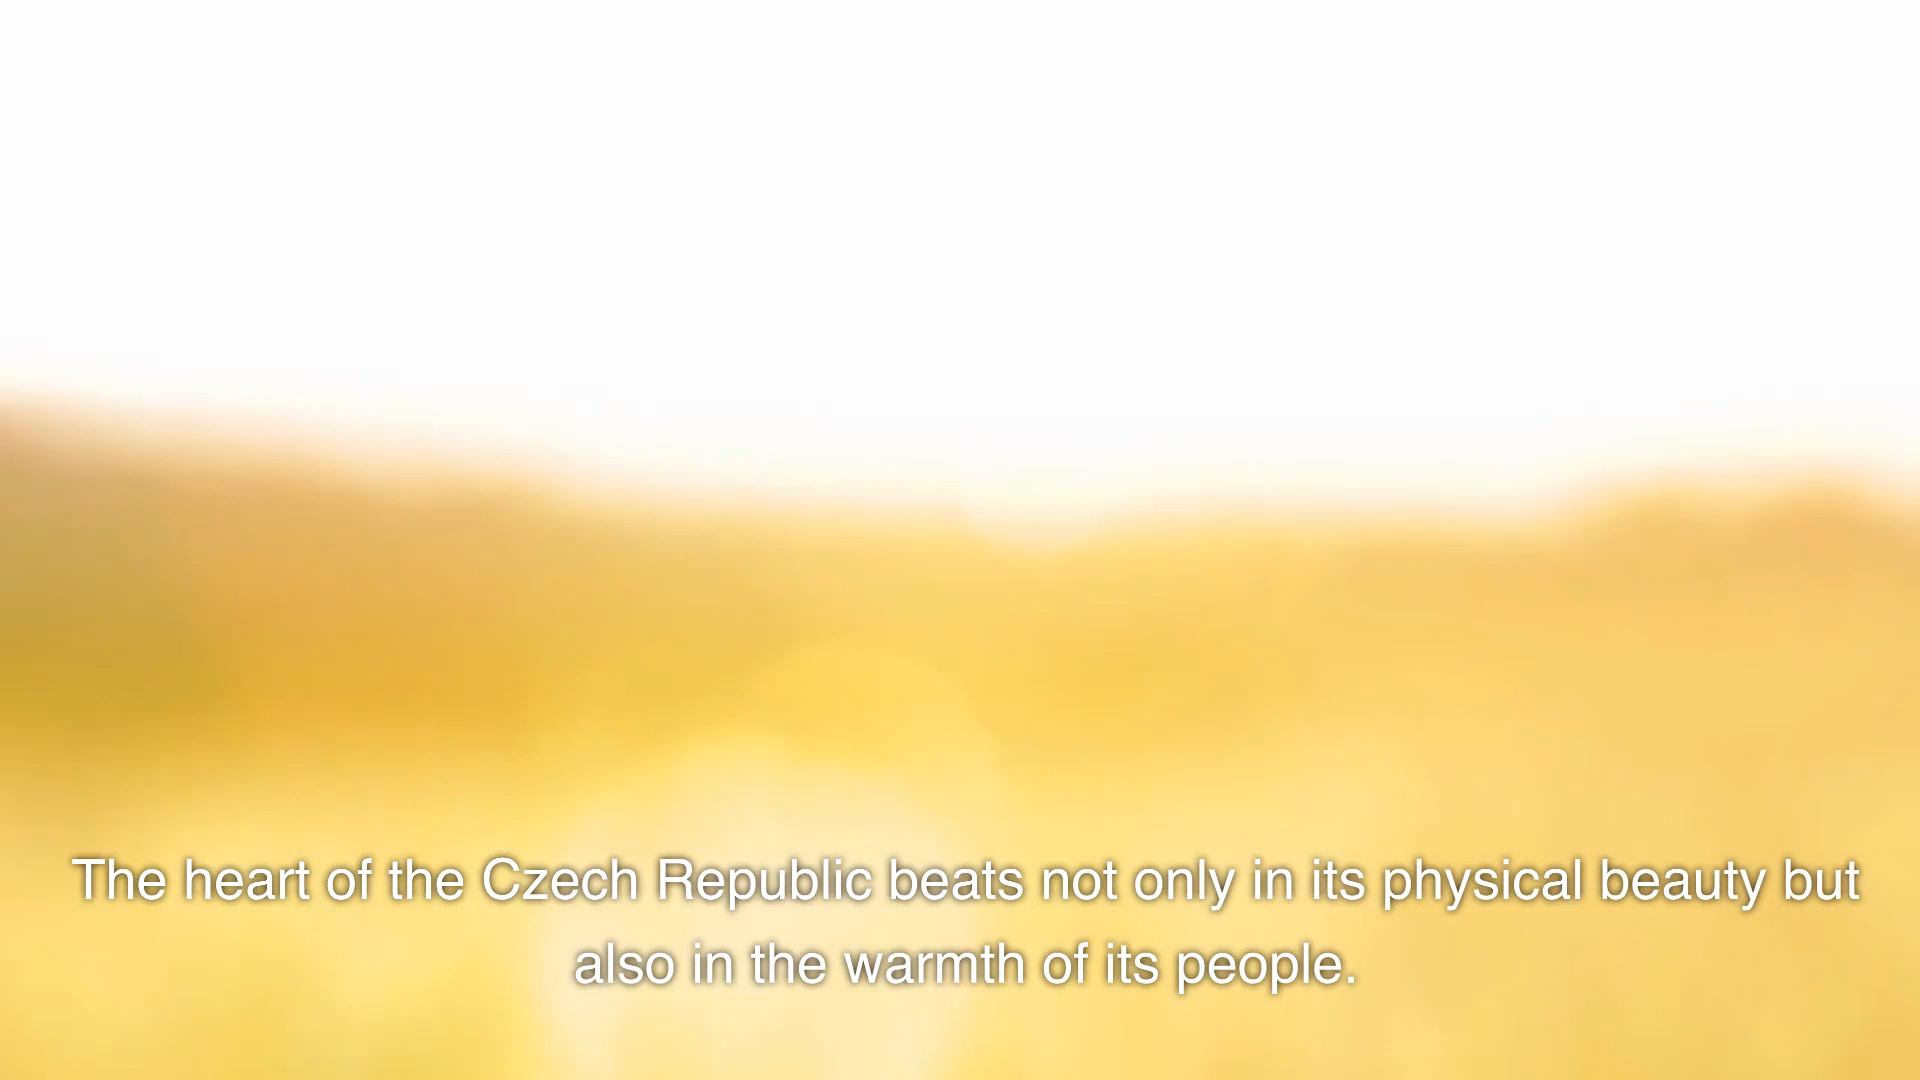 The heart of the Czech Republic beats not only in its physical beauty but
also in the warmth of its people.